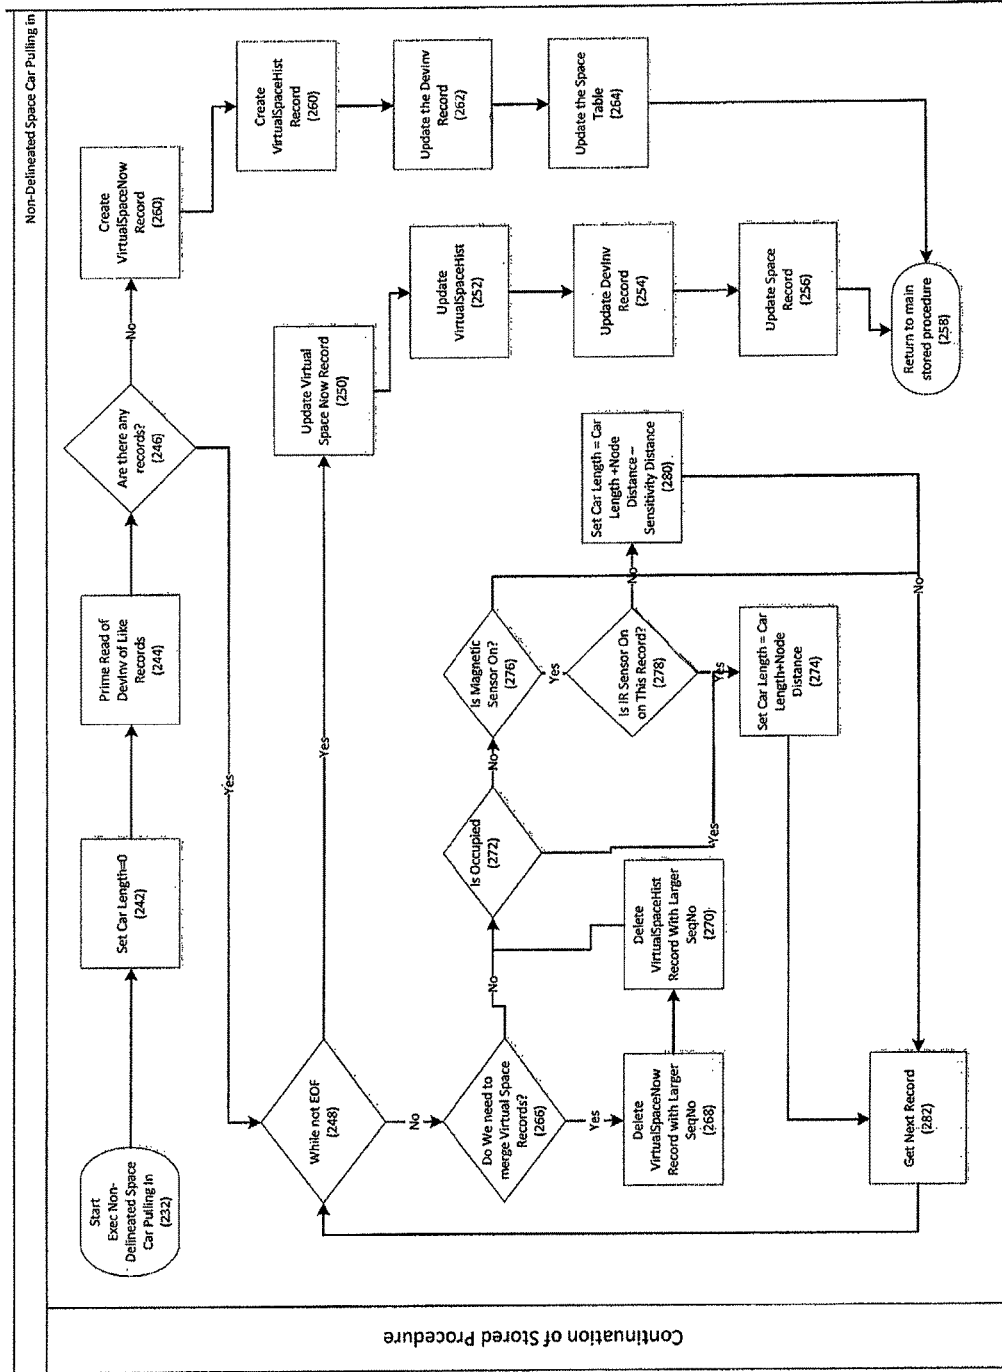 Non-Delineated Space Car Pulling in
Continuation of Stored Procedure
Start
Exec Non-
Delineated Space
Car Pulling In
(232)
Set Car Length=0
(242)
Prime Read of
DevInv of Like
Records
(244)
Are there any
records?
(246)
No
Yes
Create
VirtualSpaceNow
Record
(260)
Create
VirtualSpaceHist
Record
(260)
Update the DevInv
Record
(262)
Update the Space
Table
(264)
While not EOF
(248)
Yes
No
Update Virtual
Space Now Record
(250)
Update
VirtualSpaceHist
(252)
Update DevInv
Record
(254)
Update Space
Record
(256)
Return to main
stored procedure
(258)
Do We need to
merge Virtual Space
Records?
(266)
No
Yes
Delete
VirtualSpaceNow
Record with Larger
SeqNo
(268)
Delete
VirtualSpaceHist
Record With Larger
SeqNo
(270)
Is Occupied
(272)
No
Yes
Is Magnetic
Sensor On?
(276)
Yes
No
Is IR Sensor On
on This Record?
(278)
No
Yes
Set Car Length = Car
Length +Node
Distance –
Sensitivity Distance
(280)
Set Car Length = Car
Length+Node
Distance
(274)
Get Next Record
(282)